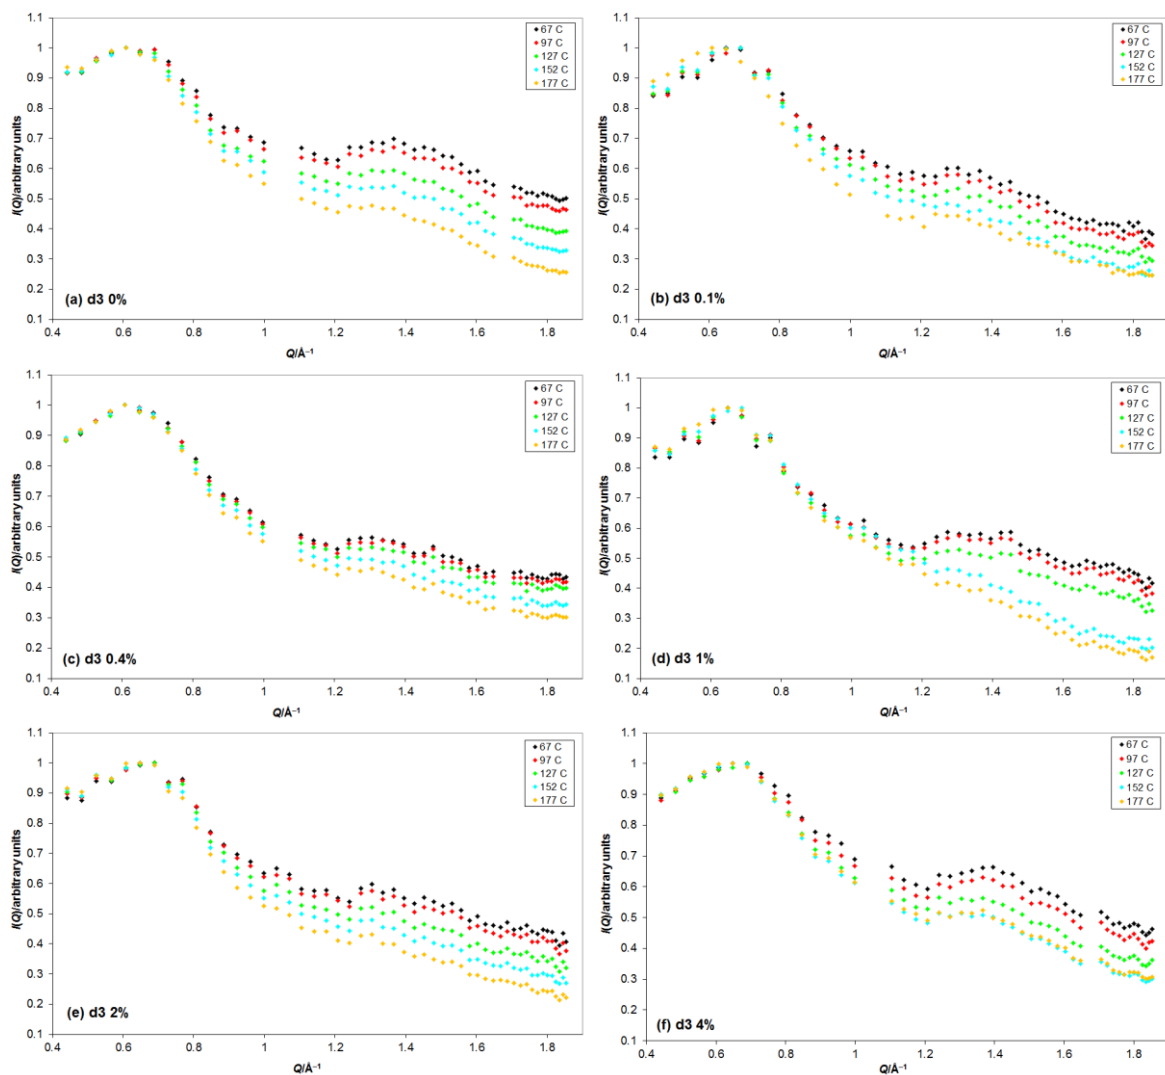 I(Q)/arbitrary units
1.1
1
0.9
0.8
0.7
0.6
0.5
0.4
0.3
0.2
0.1
67 C
97 C
127 C
152 C
177 C
(a) d3 0%
0.4 0.6 0.8 1 1.2 1.4 1.6 1.8
Q/Å⁻¹
I(Q)/arbitrary units
1.1
1
0.9
0.8
0.7
0.6
0.5
0.4
0.3
0.2
0.1
67 C
97 C
127 C
152 C
177 C
(b) d3 0.1%
0.4 0.6 0.8 1 1.2 1.4 1.6 1.8
Q/Å⁻¹
I(Q)/arbitrary units
1.1
1
0.9
0.8
0.7
0.6
0.5
0.4
0.3
0.2
0.1
67 C
97 C
127 C
152 C
177 C
(c) d3 0.4%
0.4 0.6 0.8 1 1.2 1.4 1.6 1.8
Q/Å⁻¹
I(Q)/arbitrary units
1.1
1
0.9
0.8
0.7
0.6
0.5
0.4
0.3
0.2
0.1
67 C
97 C
127 C
152 C
177 C
(d) d3 1%
0.4 0.6 0.8 1 1.2 1.4 1.6 1.8
Q/Å⁻¹
I(Q)/arbitrary units
1.1
1
0.9
0.8
0.7
0.6
0.5
0.4
0.3
0.2
0.1
67 C
97 C
127 C
152 C
177 C
(e) d3 2%
0.4 0.6 0.8 1 1.2 1.4 1.6 1.8
Q/Å⁻¹
I(Q)/arbitrary units
1.1
1
0.9
0.8
0.7
0.6
0.5
0.4
0.3
0.2
0.1
67 C
97 C
127 C
152 C
177 C
(f) d3 4%
0.4 0.6 0.8 1 1.2 1.4 1.6 1.8
Q/Å⁻¹